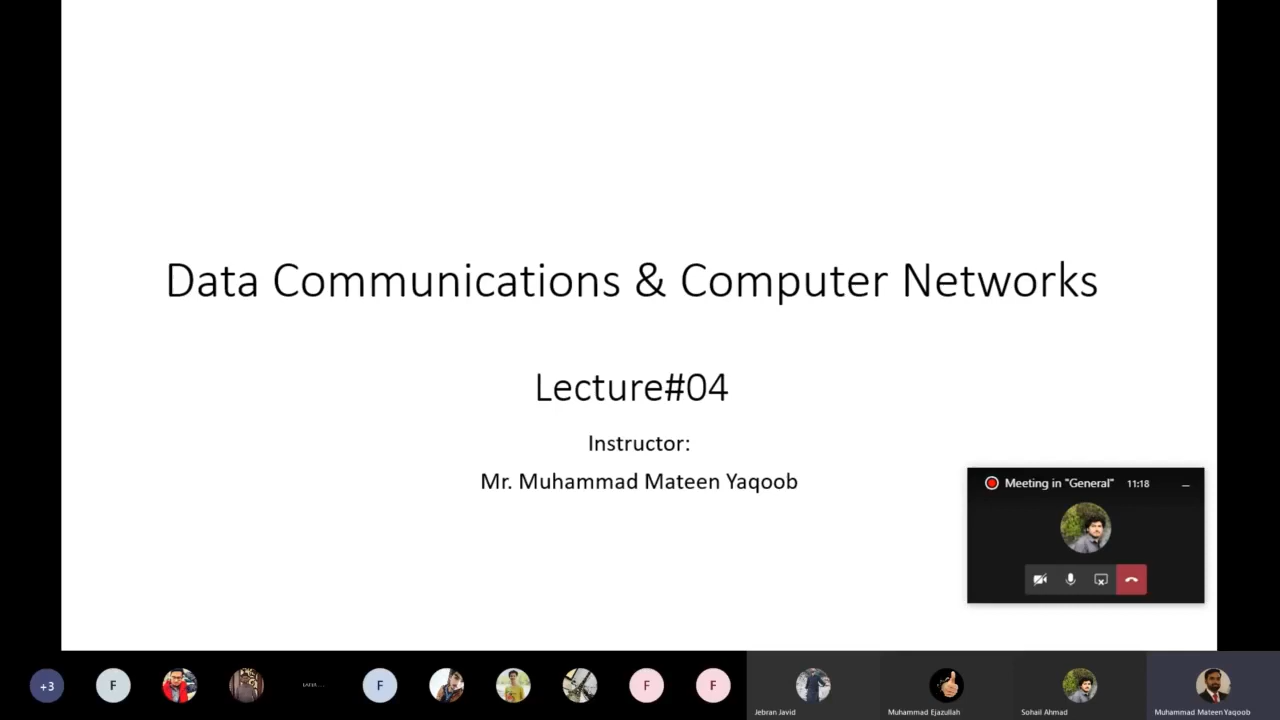 Data Communications & Computer Networks
Lecture#04
Instructor:
Mr. Muhammad Mateen Yaqoob
Meeting in "General" 11:18
+3
F
F
F
F
Jebran Javid
Muhammad Ejazullah
Sohail Ahmad
Muhammad Mateen Yaqoob